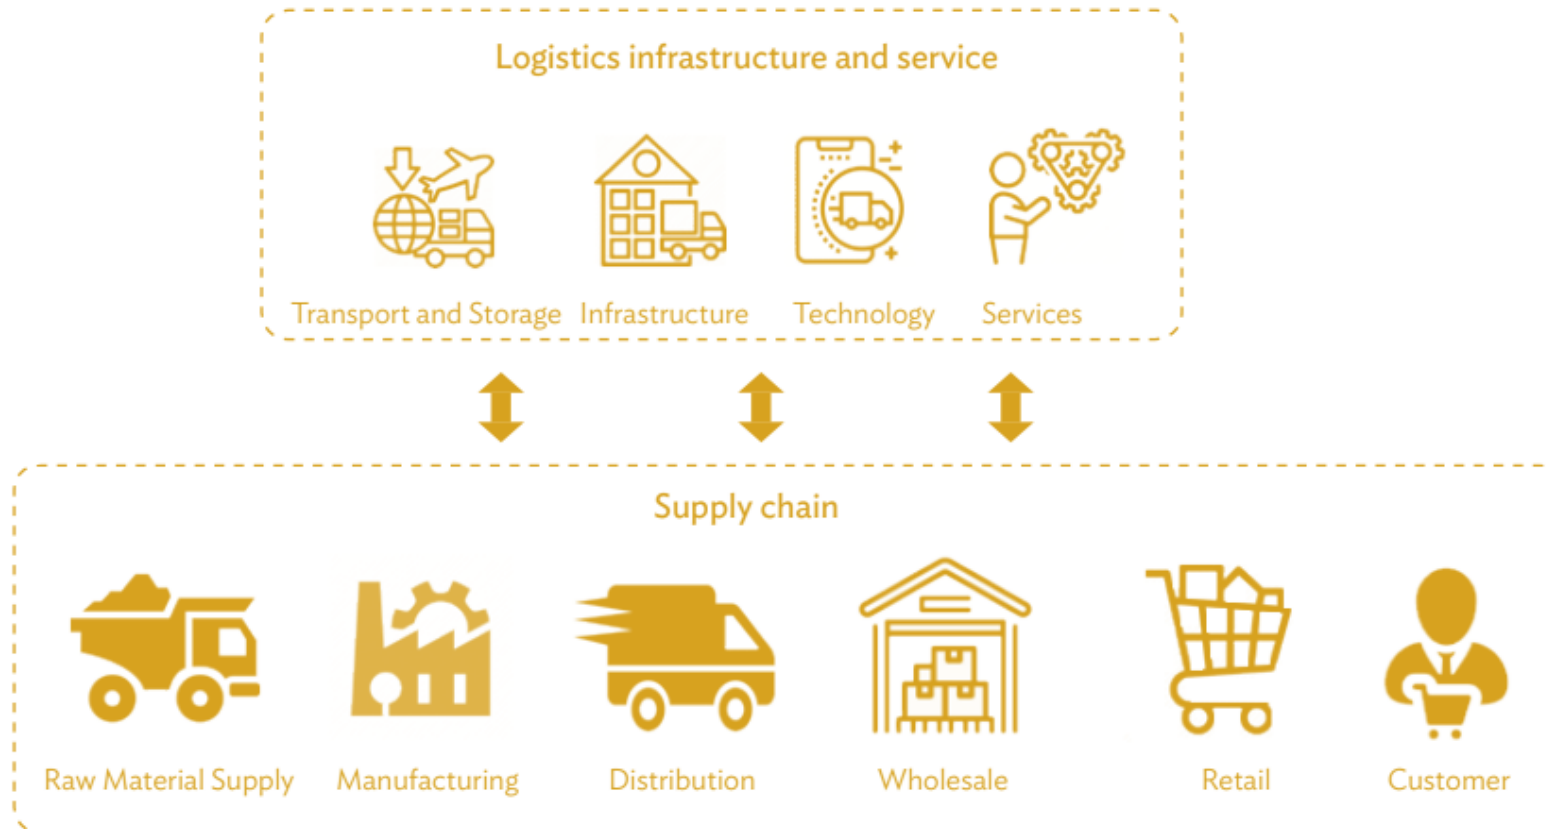 Logistics infrastructure and service
Transport and Storage Infrastructure Technology Services
Supply chain
Raw Material Supply Manufacturing Distribution Wholesale Retail Customer